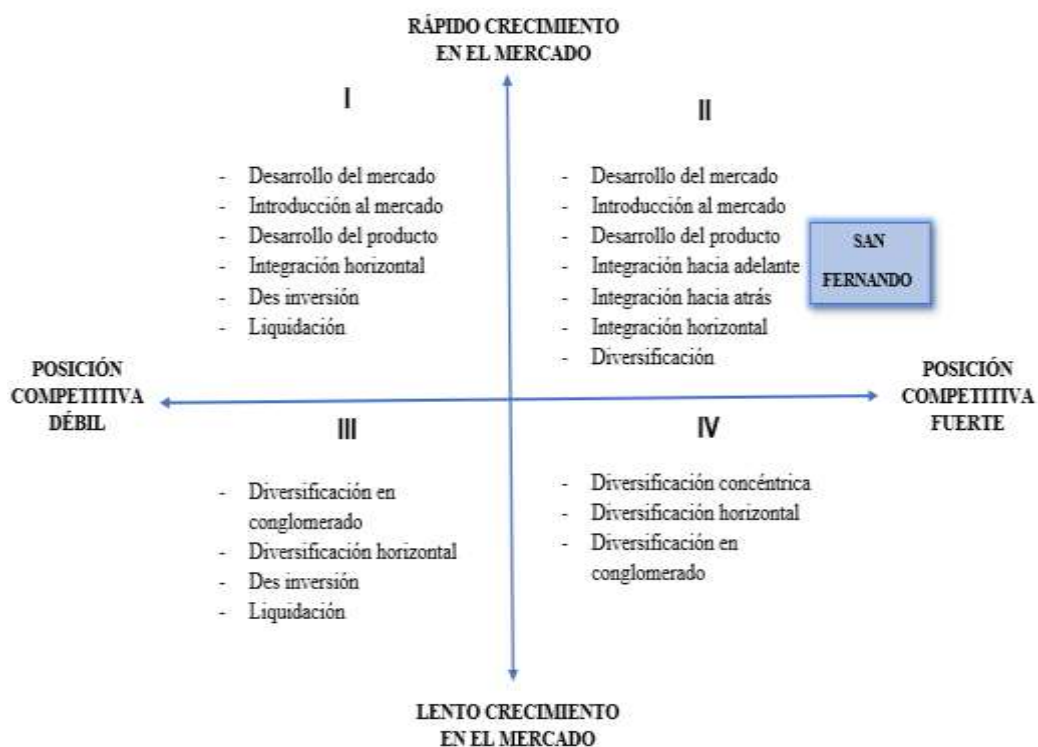 RÁPIDO CRECIMIENTO
EN EL MERCADO
I
- Desarrollo del mercado
- Introducción al mercado
- Desarrollo del producto
- Integración horizontal
- Des inversión
- Liquidación
II
- Desarrollo del mercado
- Introducción al mercado
- Desarrollo del producto
- Integración hacia adelante
- Integración hacia atrás
- Integración horizontal
- Diversificación
SAN
FERNANDO
POSICIÓN
COMPETITIVA
DÉBIL
POSICIÓN
COMPETITIVA
FUERTE
III
- Diversificación en
conglomerado
- Diversificación horizontal
- Des inversión
- Liquidación
IV
- Diversificación concéntrica
- Diversificación horizontal
- Diversificación en
conglomerado
LENTO CRECIMIENTO
EN EL MERCADO